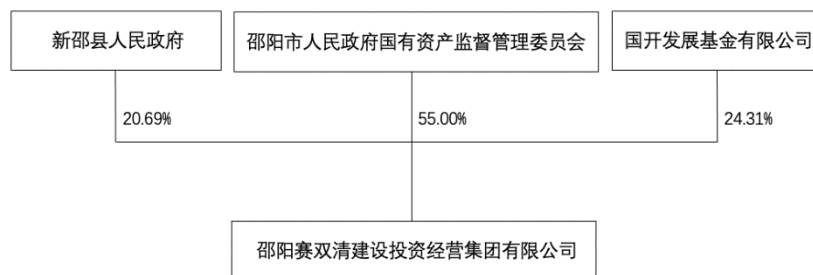 新邵县人民政府
邵阳市人民政府国有资产监督管理委员会
国开发展基金有限公司
20.69%
55.00%
24.31%
邵阳赛双清建设投资经营集团有限公司